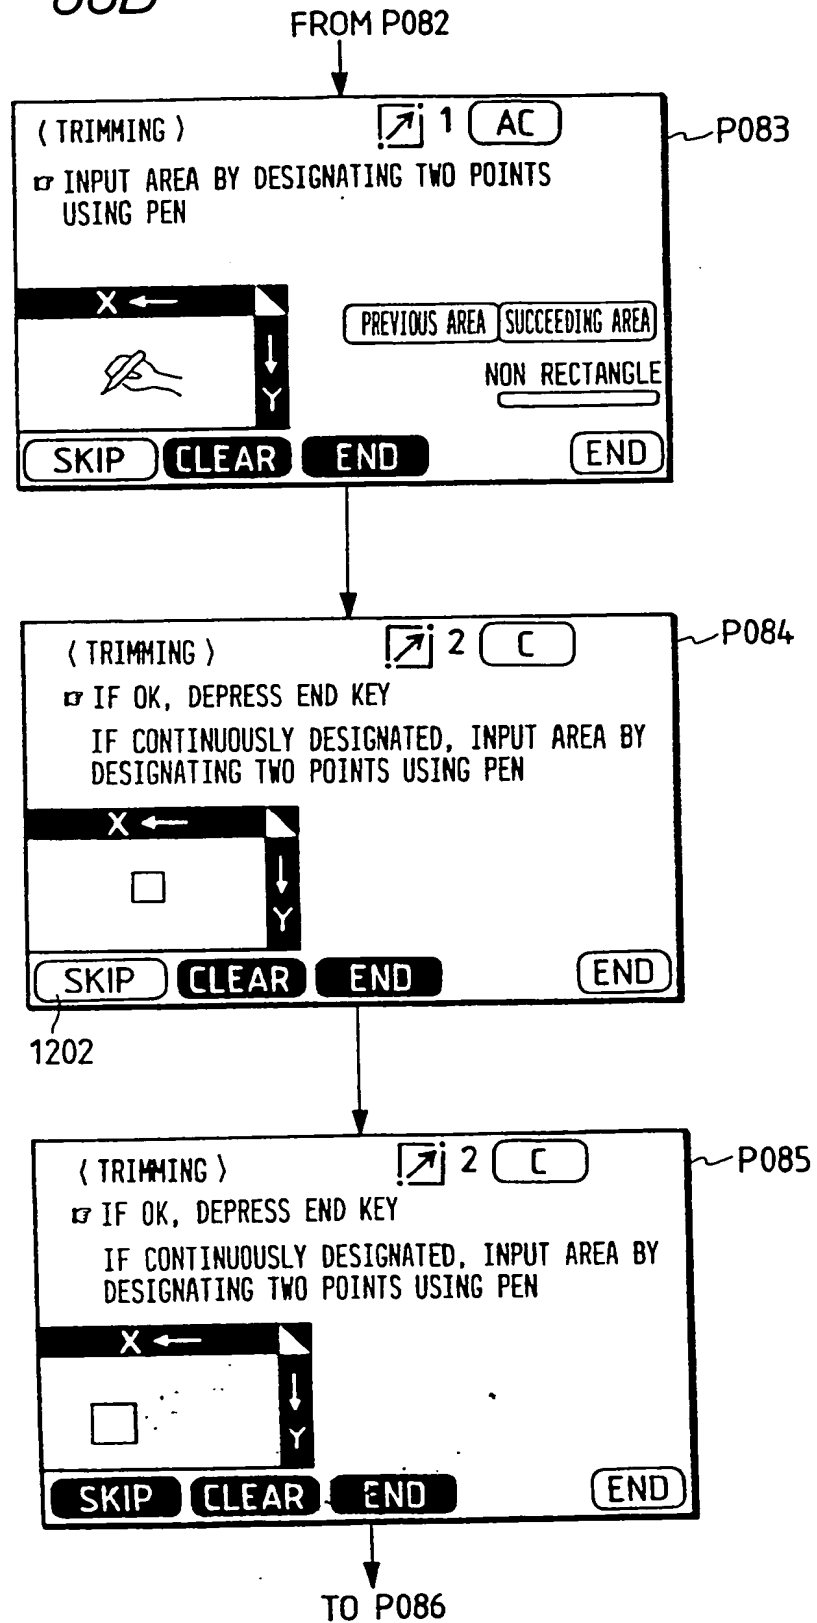 FROM P082
⟨TRIMMING⟩ 1 AC
P083
☞ INPUT AREA BY DESIGNATING TWO POINTS
USING PEN
X ←
PREVIOUS AREA SUCCEEDING AREA
↓
NON RECTANGLE
Y
SKIP CLEAR END END
⟨TRIMMING⟩ 2 C
P084
☞ IF OK, DEPRESS END KEY
IF CONTINUOUSLY DESIGNATED, INPUT AREA BY
DESIGNATING TWO POINTS USING PEN
X ←
↓
Y
SKIP CLEAR END END
1202
⟨TRIMMING⟩ 2 C
P085
☞ IF OK, DEPRESS END KEY
IF CONTINUOUSLY DESIGNATED, INPUT AREA BY
DESIGNATING TWO POINTS USING PEN
X ←
↓
Y
SKIP CLEAR END END
TO P086